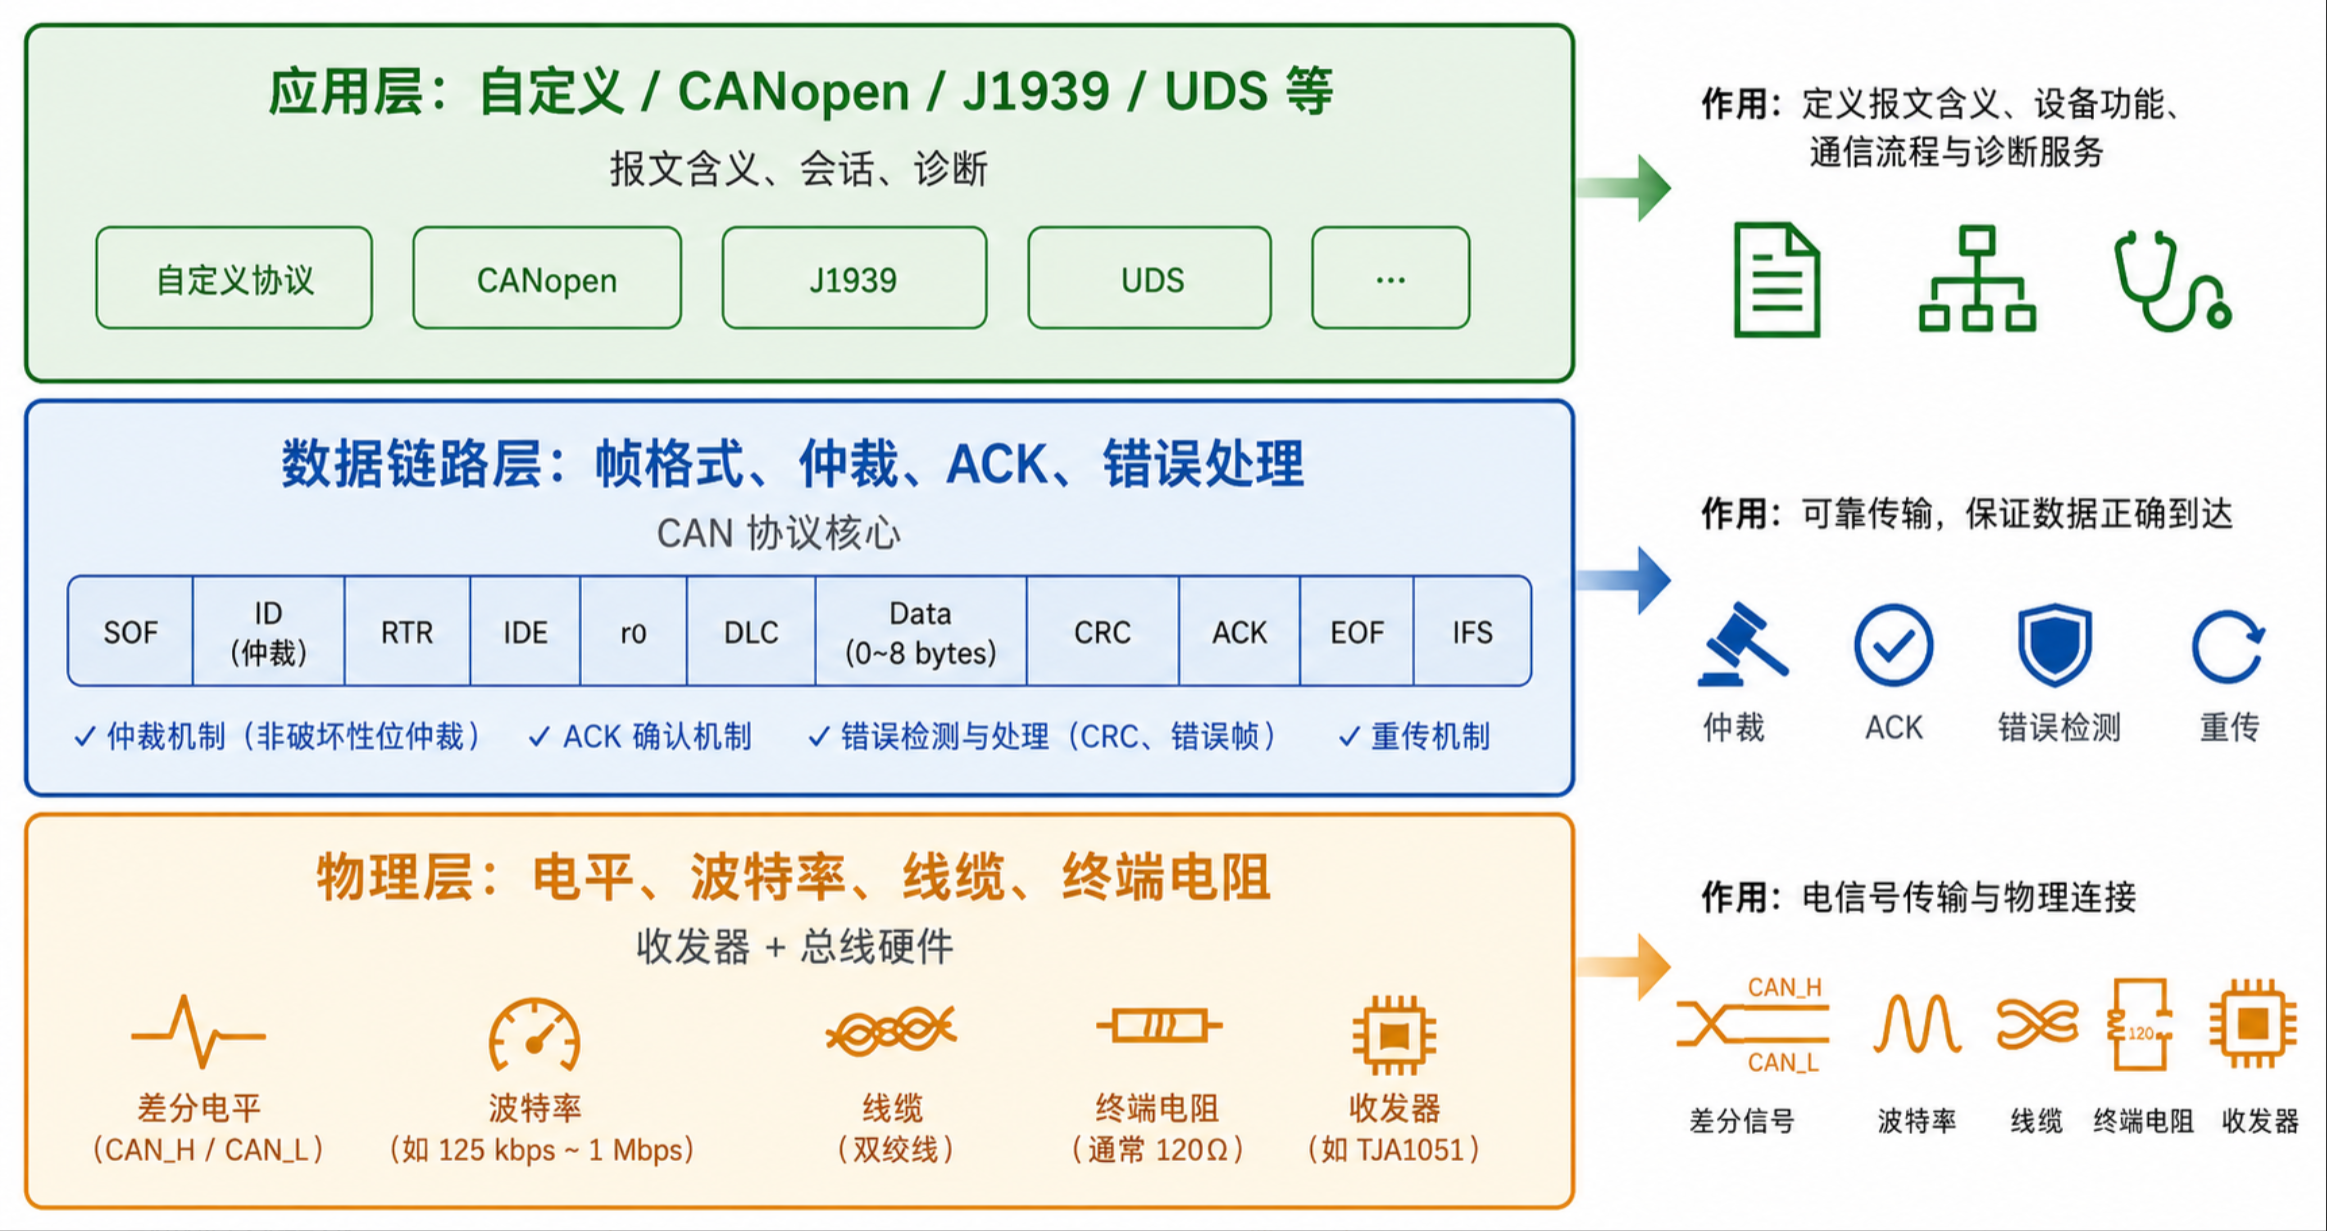 应用层：自定义 / CANopen / J1939 / UDS 等
报文含义、会话、诊断
自定义协议
CANopen
J1939
UDS
...
作用：定义报文含义、设备功能、
通信流程与诊断服务
数据链路层：帧格式、仲裁、ACK、错误处理
CAN 协议核心
SOF
ID
(仲裁)
RTR
IDE
r0
DLC
Data
(0~8 bytes)
CRC
ACK
EOF
IFS
✓ 仲裁机制（非破坏性位仲裁）
✓ ACK 确认机制
✓ 错误检测与处理（CRC、错误帧）
✓ 重传机制
作用：可靠传输，保证数据正确到达
仲裁
ACK
错误检测
重传
物理层：电平、波特率、线缆、终端电阻
收发器 + 总线硬件
差分电平
（CAN_H / CAN_L）
波特率
（如 125 kbps ~ 1 Mbps）
线缆
（双绞线）
终端电阻
（通常 120Ω）
收发器
（如 TJA1051）
作用：电信号传输与物理连接
CAN_H
CAN_L
120
差分信号
波特率
线缆
终端电阻
收发器